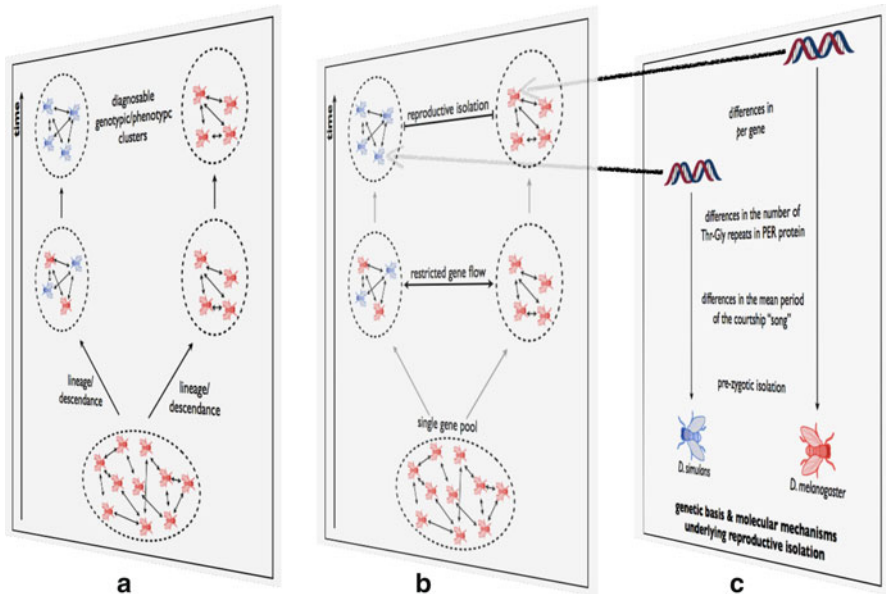 time
diagnosable
genotypic/phenotypc
clusters
lineage/
descendance
lineage/
descendance
a
time
reproductive isolation
restricted gene flow
single gene pool
b
differences in
per gene
differences in the number of
Thr-Gly repeats in PER protein
differences in the mean period
of the courtship "song"
pre-zygotic isolation
D. simulans
D. melanogaster
genetic basis & molecular mechanisms
underlying reproductive isolation
c